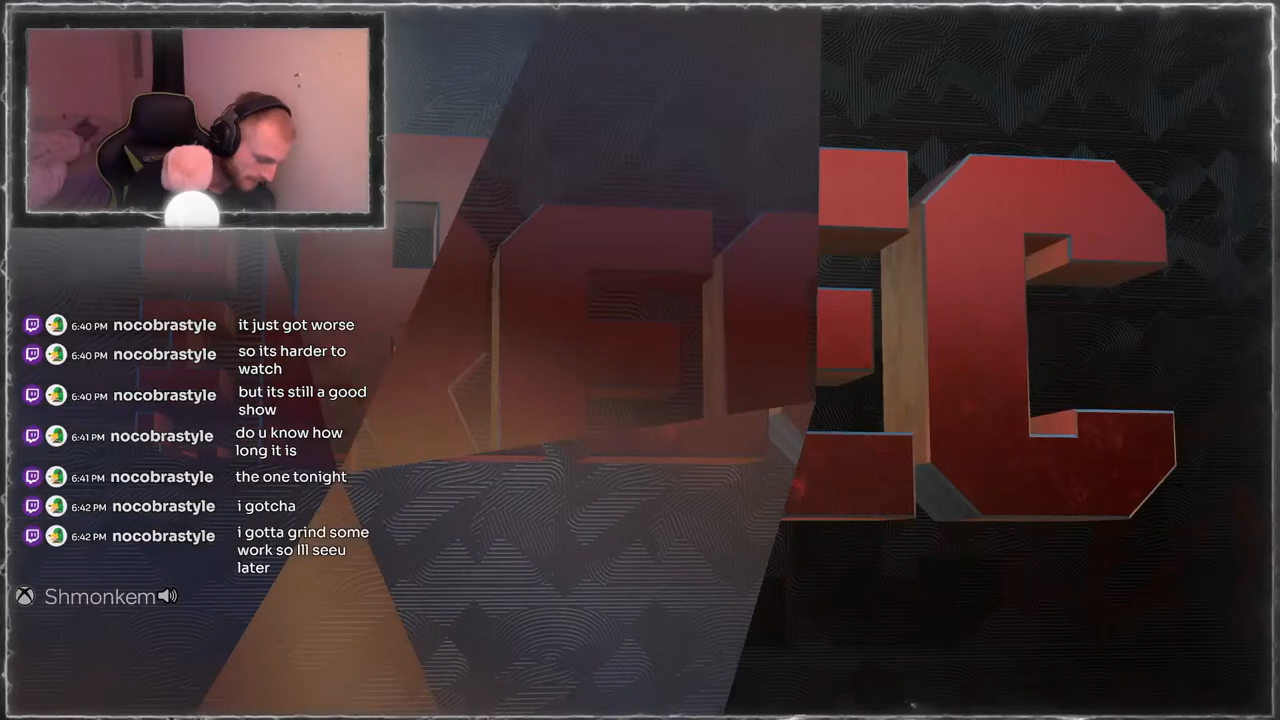 6:40 PM nocobrastyle it just got worse
6:40 PM nocobrastyle so its harder to
watch
6:40 PM nocobrastyle but its still a good
show
6:41 PM nocobrastyle do u know how
long it is
6:41 PM nocobrastyle the one tonight
6:42 PM nocobrastyle i gotcha
6:42 PM nocobrastyle i gotta grind some
work so Ill seeu
later
Shmonkem
EC